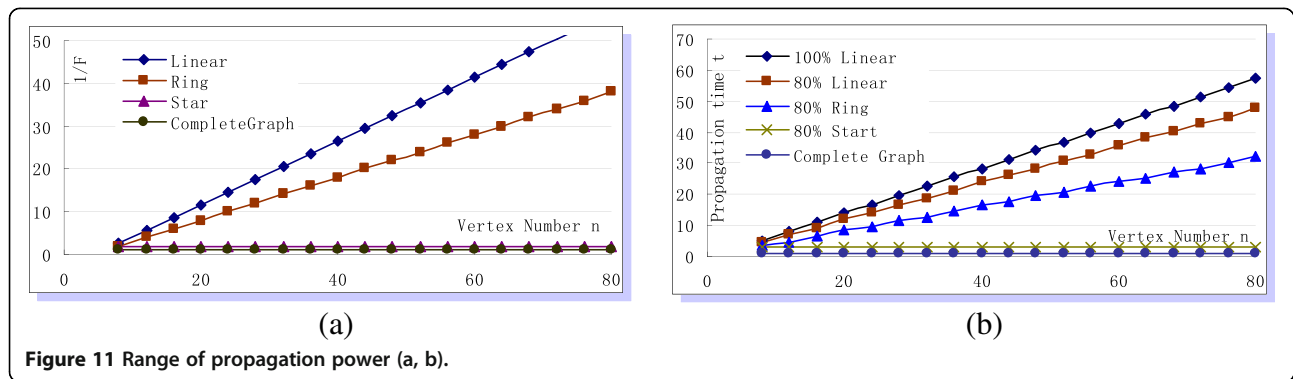 50
40
30
20
10
0
1/F
Linear
Ring
Star
CompleteGraph
Vertex Number n
0 20 40 60 80
(a)
70
60
50
40
30
20
10
0
Propagation time t
100% Linear
80% Linear
80% Ring
80% Start
Complete Graph
Vertex Number n
0 20 40 60 80
(b)
Figure 11 Range of propagation power (a, b).